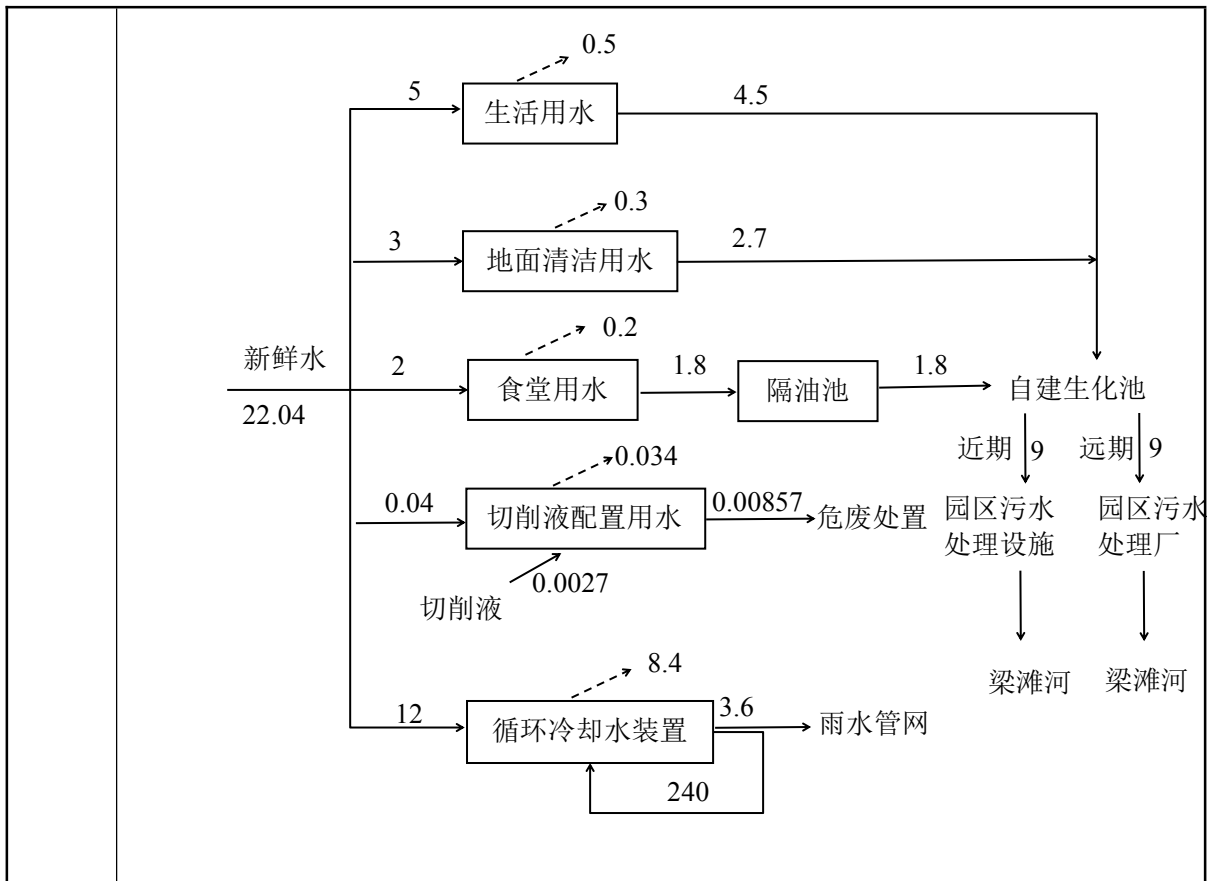 0.5
5
生活用水
4.5
0.3
3
地面清洁用水
2.7
新鲜水
22.04
0.2
2
食堂用水
1.8
隔油池
1.8
自建生化池
近期
9
远期
9
0.034
0.04
切削液配置用水
0.00857
危废处置
园区污水
处理设施
园区污水
处理厂
0.0027
切削液
梁滩河
梁滩河
8.4
12
循环冷却水装置
3.6
雨水管网
240